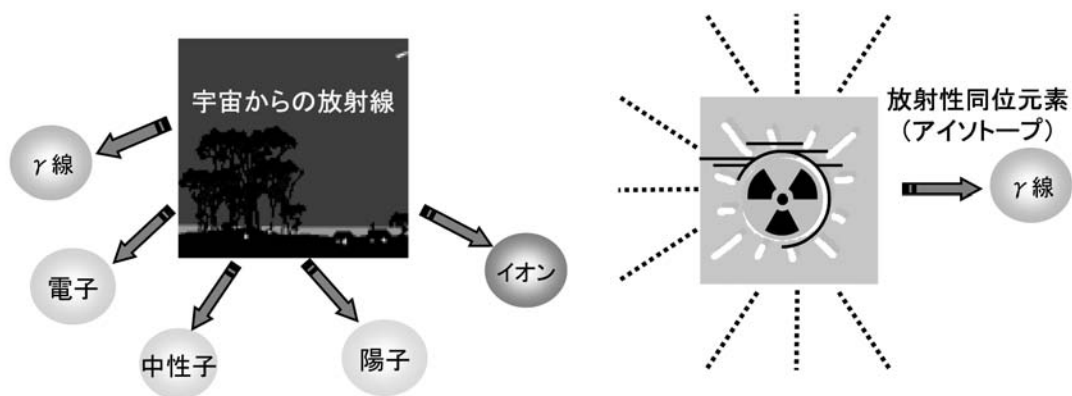 宇宙からの放射線
γ線
電子
中性子
陽子
イオン
放射性同位元素
(アイソトープ)
γ線